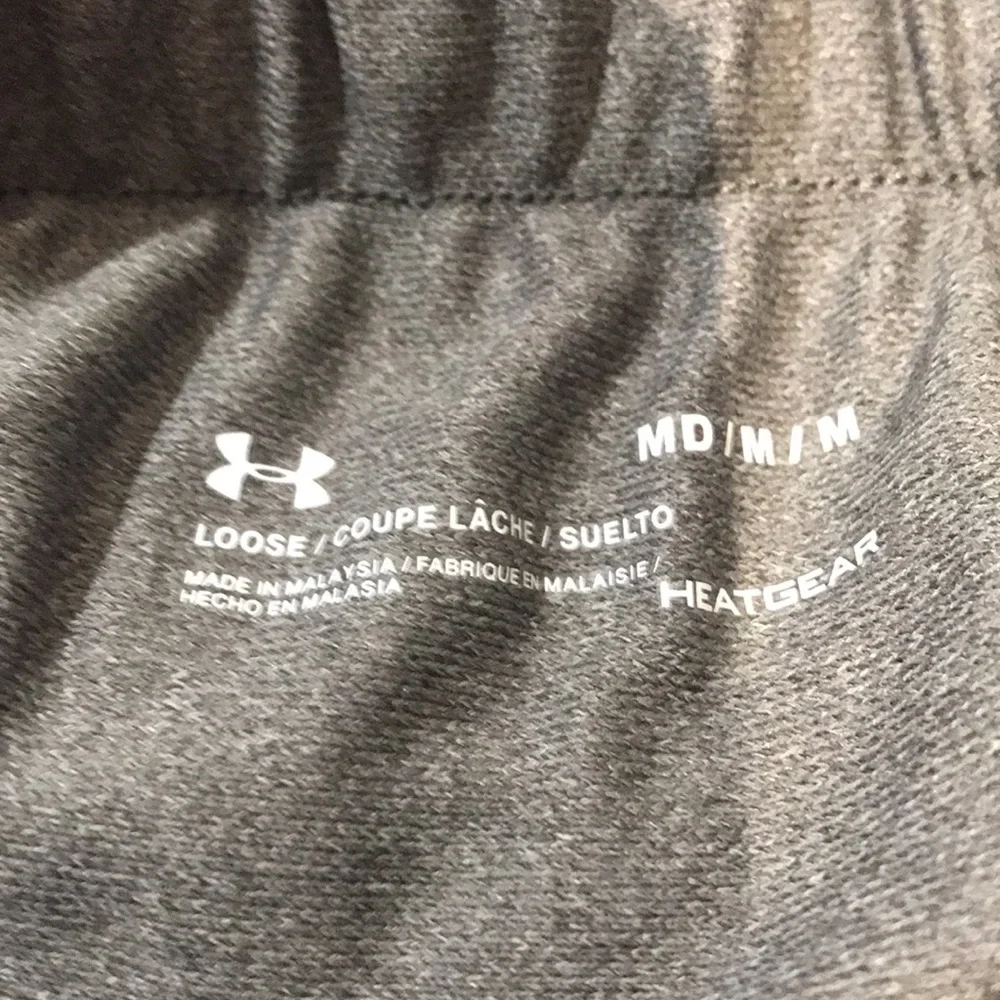 MD/M/M
LOOSE / COUPE LÂCHE / SUELTO
MADE IN MALAYSIA / FABRIQUE EN MALAISIE /
HECHO EN MALASIA
HEATGEAR